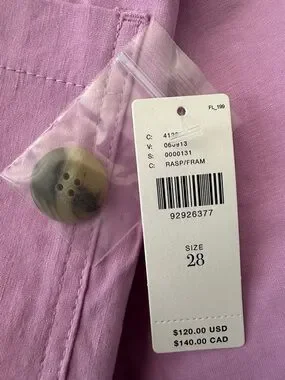 FL_199
C:
V:
S: 0000131
C: RASP/FRAM
92926377
SIZE
28
$120.00 USD
$140.00 CAD